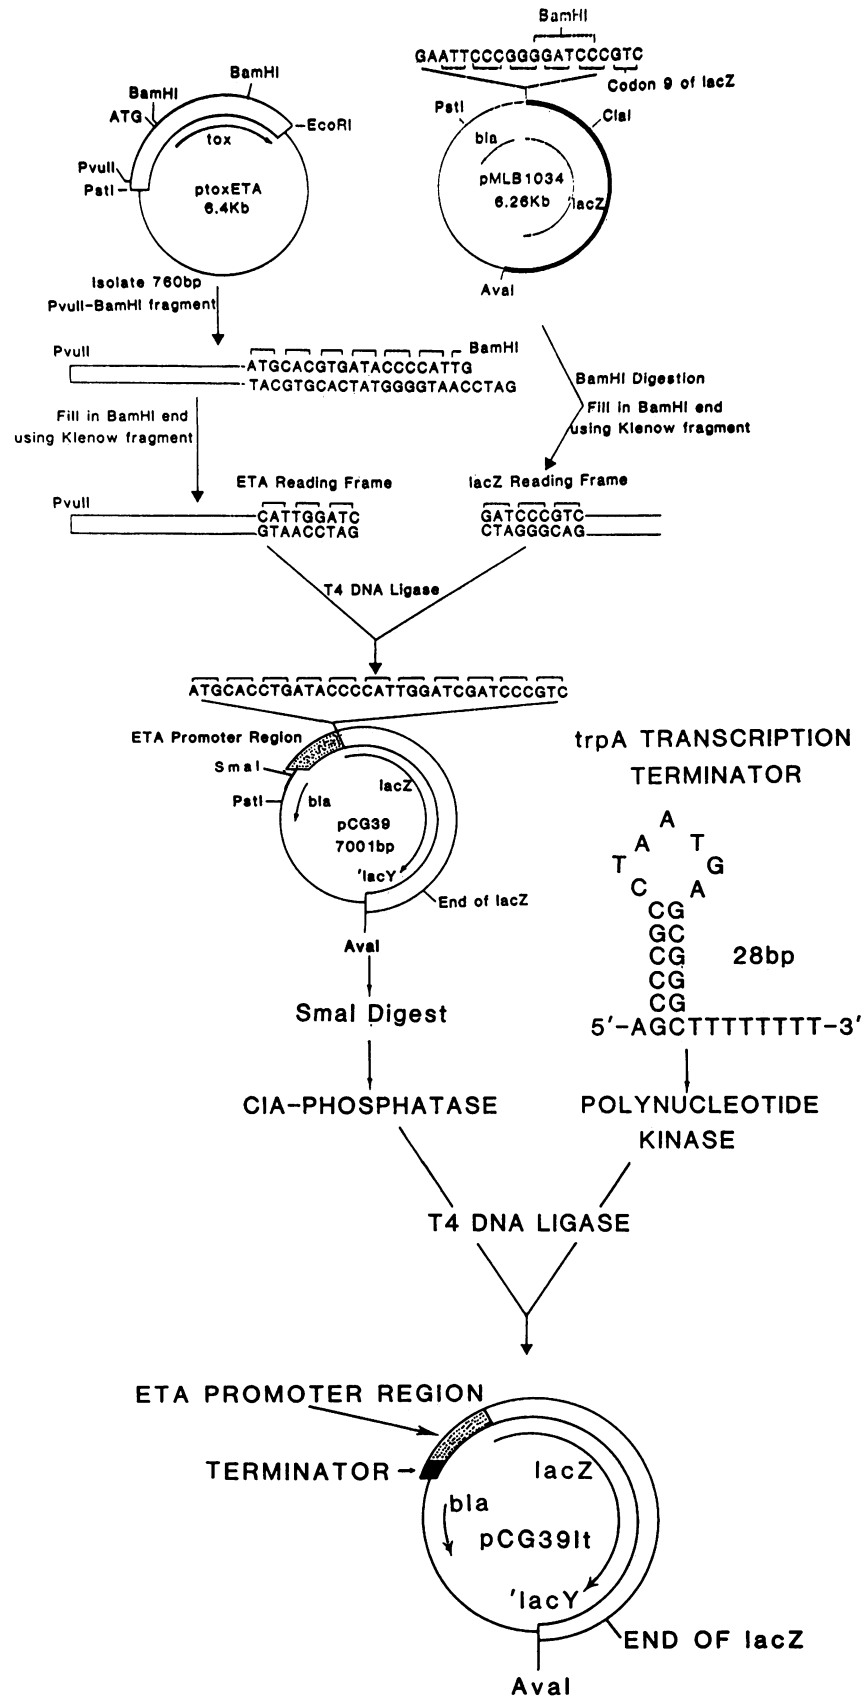 BamHI
GAATTCCCGGGGATCCCGTC
Codon 9 of lacZ
BamHI
BamHI
ATG
EcoRI
tox
PvuII
PstI
ptoxETA
6.4Kb
PstI
ClaI
bla
pMLB1034
6.26Kb
'lacZ
AvaI
Isolate 760bp
PvuII-BamHI fragment
PvuII
BamHI
ATGCACGTGATACCCCATTG
TACGTGCACTATGGGGTAACCTAG
BamHI Digestion
Fill in BamHI end
using Klenow fragment
Fill in BamHI end
using Klenow fragment
ETA Reading Frame
lacZ Reading Frame
PvuII
CATTGGATC
GTAACCTAG
GATCCCGTC
CTAGGGCAG
T4 DNA Ligase
ATGCACCTGATACCCCATTGGATCGATCCCGTC
ETA Promoter Region
SmaI
PstI
bla
lacZ
pCG39
7001bp
'lacY
End of lacZ
AvaI
trpA TRANSCRIPTION
TERMINATOR
A
A T
T G
C A
CG
GC
CG
CG
CG
28bp
5'-AGCTTTTTTTT-3'
SmaI Digest
CIA-PHOSPHATASE
POLYNUCLEOTIDE
KINASE
T4 DNA LIGASE
ETA PROMOTER REGION
TERMINATOR
lacZ
bla
pCG39lt
'lacY
END OF lacZ
AvaI